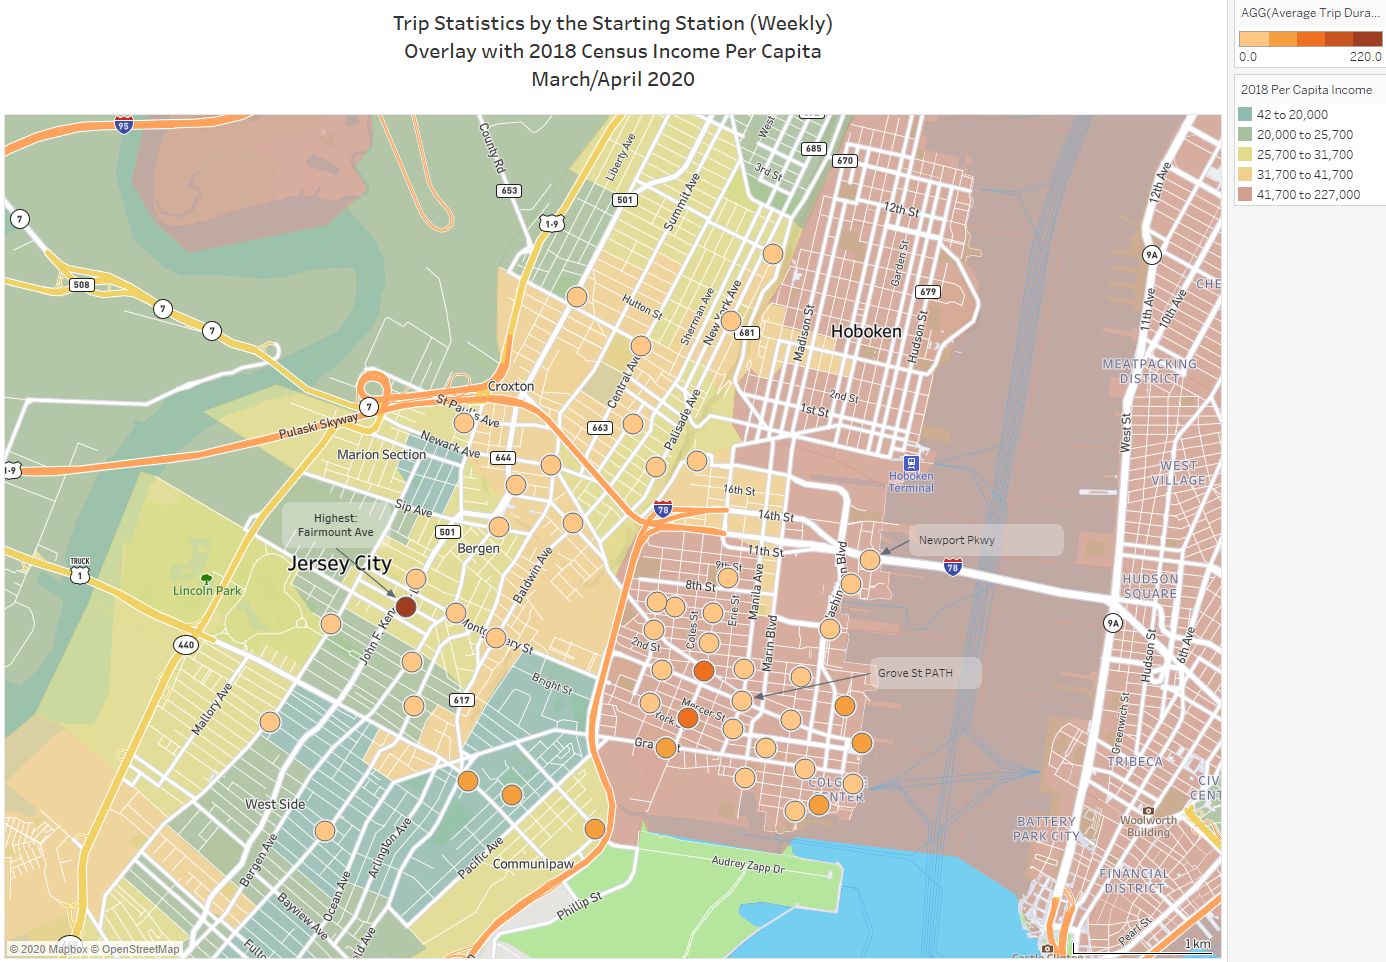 Trip Statistics by the Starting Station (Weekly)
Overlay with 2018 Census Income Per Capita
March/April 2020
AGG(Average Trip Dura...
0.0
220.0
2018 Per Capita Income
42 to 20,000
20,000 to 25,700
25,700 to 31,700
31,700 to 41,700
41,700 to 227,000
95
County Rd
Liberty Ave
West
685
670
653
501
3rd St
Summit Ave
12th Ave
7
1-9
12th St
508
Garden St
9A
CHE
7
Hutton St
Sherman Ave
New York Ave
679
11th Ave
10th Ave
7
681
Madison St
Hoboken
Hudson St
MEATPACKING
DISTRICT
Croxton
Central Ave
2nd St
1st St
7
St Paul's Ave
Pulaski Skyway
663
Palisade Ave
West St
Newark Ave
Marion Section
644
1-9
Hoboken
Terminal
WEST
VILLAGE
16th St
Sip Ave
78
14th St
Highest:
Fairmount Ave
501
Bergen
11th St
Newport Pkwy
Jersey City
TRUCK
1
Baldwin Ave
9th St
8th St
78
Lincoln Park
Manila Ave
HUDSON
SQUARE
Erie St
Coles St
9A
John F. Ken
Montgomery St
2nd St
Marin Blvd
Hudson St
6th Ave
440
Grove St PATH
Bright St
617
Mallory Ave
Mercer St
York S
Greenwich St
TRIBECA
CIV
CENT
COL
CENTER
West Side
BATTERY
PARK CITY
Woolworth
Building
Bergen Ave
Arlington Ave
Pacific Ave
Communipaw
Audrey Zapp Dr
FINANCIAL
DISTRICT
Ocean Ave
Bayview Ave
Phillip St
Pearl St
Fulto
ld Ave
© 2020 Mapbox © OpenStreetMap
1 km